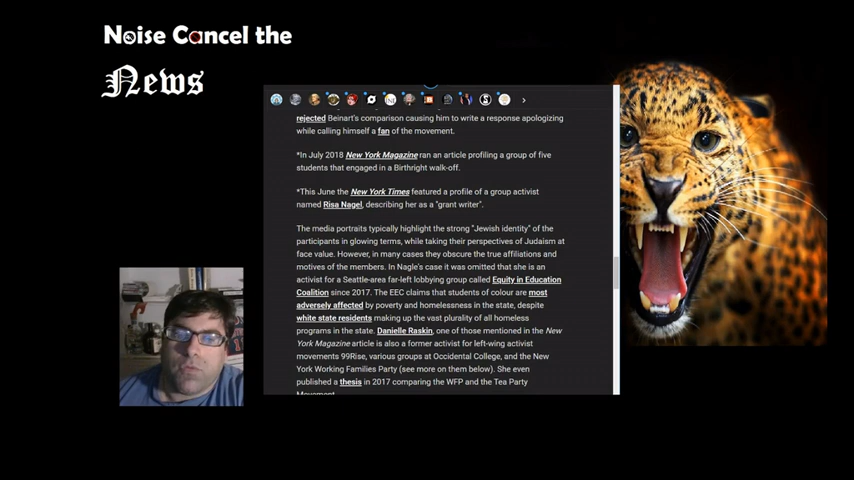 Noise Cancel the
News
rejected Beinart's comparison causing him to write a response apologizing
while calling himself a fan of the movement.
*In July 2018 New York Magazine ran an article profiling a group of five
students that engaged in a Birthright walk-off.
*This June the New York Times featured a profile of a group activist
named Risa Nagel, describing her as a "grant writer".
The media portraits typically highlight the strong "Jewish identity" of the
participants in glowing terms, while taking their perspectives of Judaism at
face value. However, in many cases they obscure the true affiliations and
motives of the members. In Nagle's case it was omitted that she is an
activist for a Seattle-area far-left lobbying group called Equity in Education
Coalition since 2017. The EEC claims that students of colour are most
adversely affected by poverty and homelessness in the state, despite
white state residents making up the vast plurality of all homeless
programs in the state. Danielle Raskin, one of those mentioned in the New
York Magazine article is also a former activist for left-wing activist
movements 99Rise, various groups at Occidental College, and the New
York Working Families Party (see more on them below). She even
published a thesis in 2017 comparing the WFP and the Tea Party
Movement.